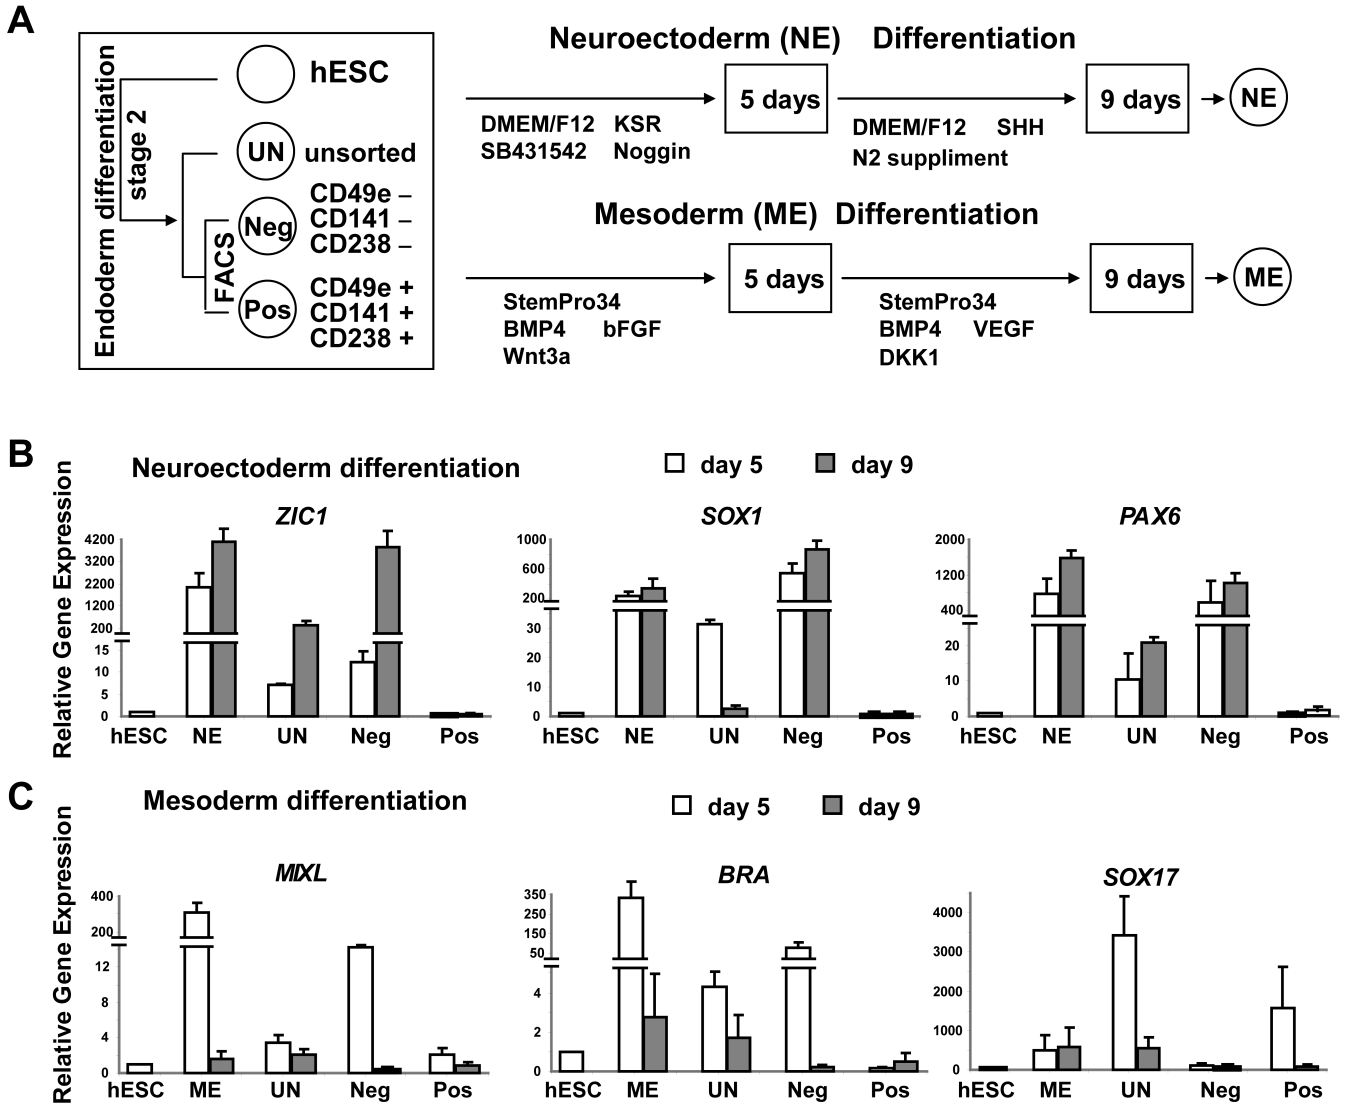 A
Endoderm differentiation
stage 2
hESC
UN unsorted
Neg
CD49e –
CD141 –
CD238 –
FACS
Pos
CD49e +
CD141 +
CD238 +
Neuroectoderm (NE) Differentiation
DMEM/F12 KSR
SB431542 Noggin
5 days
DMEM/F12 SHH
N2 suppliment
9 days
NE
Mesoderm (ME) Differentiation
StemPro34
BMP4 bFGF
Wnt3a
5 days
StemPro34
BMP4 VEGF
DKK1
9 days
ME
B
Neuroectoderm differentiation
day 5 day 9
Relative Gene Expression
ZIC1
4200
3200
2200
1200
200
15
10
5
0
hESC NE UN Neg Pos
SOX1
1000
600
200
30
20
10
0
hESC NE UN Neg Pos
PAX6
2000
1200
400
20
10
0
hESC NE UN Neg Pos
C
Mesoderm differentiation
day 5 day 9
Relative Gene Expression
MIXL
400
200
12
8
4
0
hESC ME UN Neg Pos
BRA
350
250
150
50
4
2
0
hESC ME UN Neg Pos
SOX17
4000
3000
2000
1000
0
hESC ME UN Neg Pos